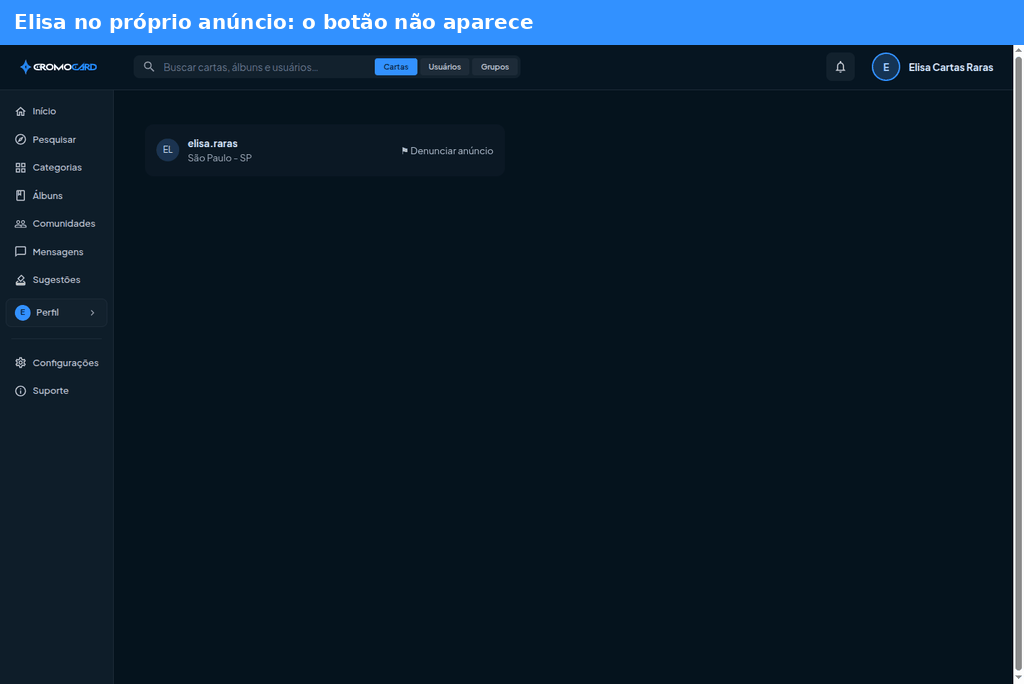 Elisa no próprio anúncio: o botão não aparece
CROMOCARD
Buscar cartas, álbuns e usuários...
Cartas
Usuários
Grupos
E
Elisa Cartas Raras
Início
Pesquisar
Categorias
Álbuns
Comunidades
Mensagens
Sugestões
E
Perfil
Configurações
Suporte
EL
elisa.raras
São Paulo - SP
Denunciar anúncio